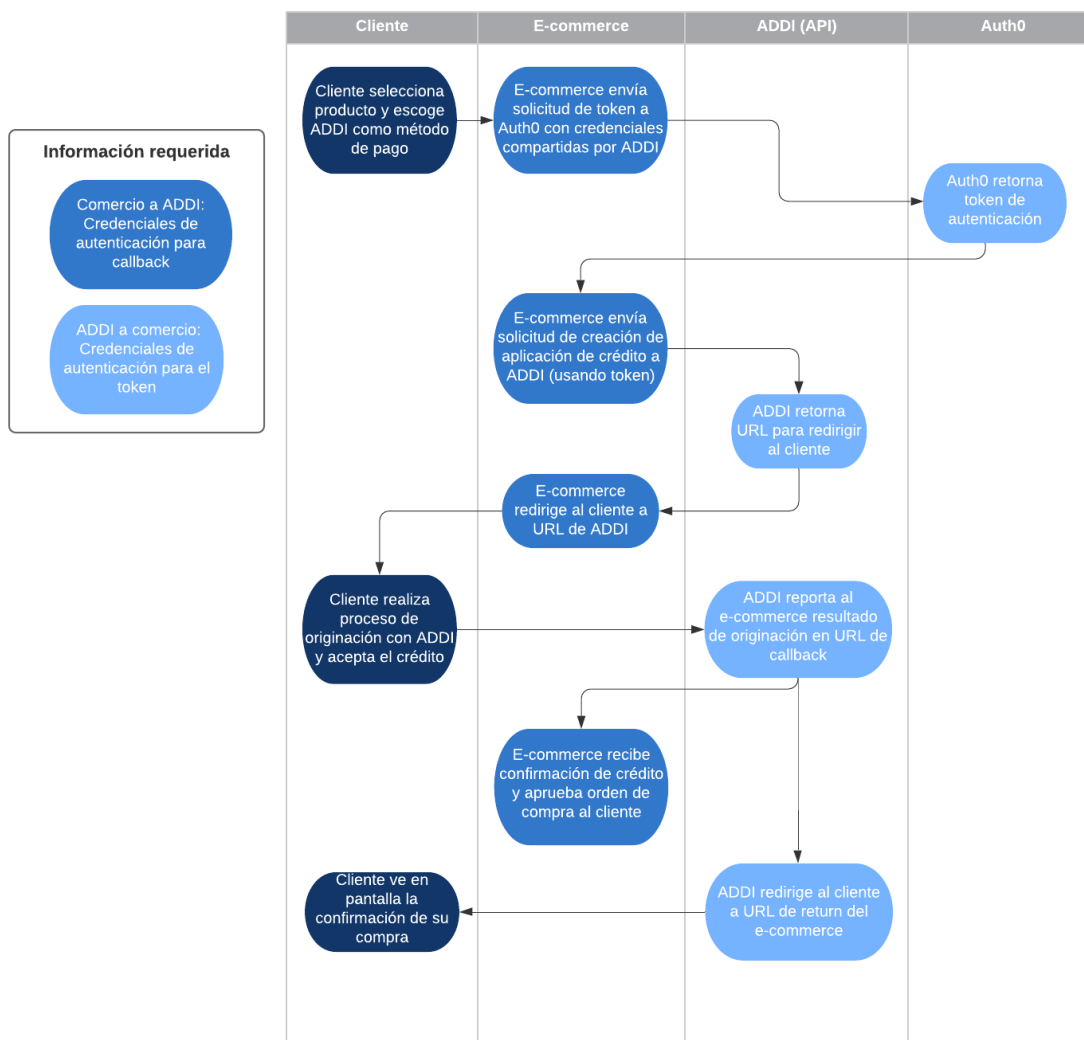 Cliente
E-commerce
ADDI (API)
Auth0
Información requerida
Comercio a ADDI:
Credenciales de
autenticación para
callback
ADDI a comercio:
Credenciales de
autenticación para el
token
Cliente selecciona
producto y escoge
ADDI como método
de pago
E-commerce envía
solicitud de token a
Auth0 con credenciales
compartidas por ADDI
Auth0 retorna
token de
autenticación
E-commerce envía
solicitud de creación de
aplicación de crédito a
ADDI (usando token)
ADDI retorna
URL para redirigir
al cliente
E-commerce
redirige al cliente a
URL de ADDI
Cliente realiza
proceso de
originación con ADDI
y acepta el crédito
ADDI reporta al
e-commerce resultado
de originación en URL de
callback
E-commerce recibe
confirmación de crédito
y aprueba orden de
compra al cliente
ADDI redirige al cliente
a URL de return del
e-commerce
Cliente ve en
pantalla la
confirmación de su
compra